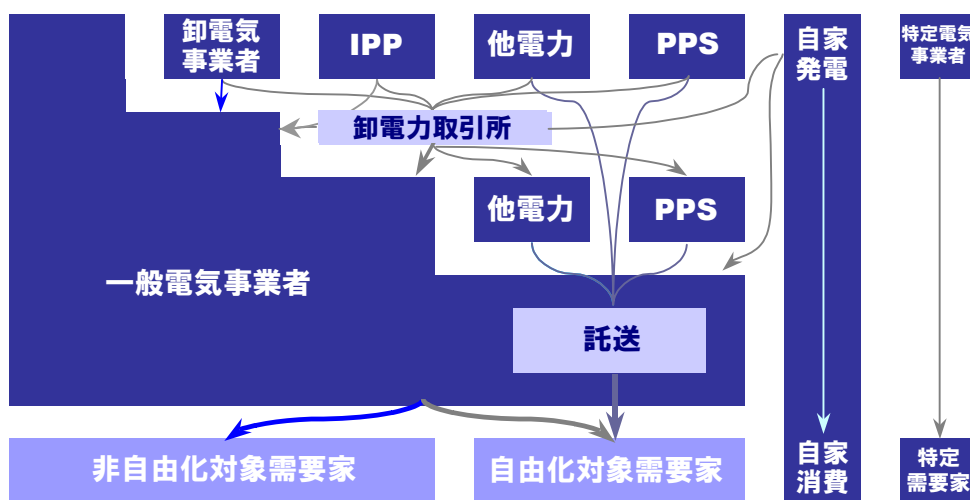 卸電気
事業者
IPP
他電力
PPS
自家
発電
特定電気
事業者
卸電力取引所
他電力
PPS
一般電気事業者
託送
非自由化対象需要家
自由化対象需要家
自家
消費
特定
需要家